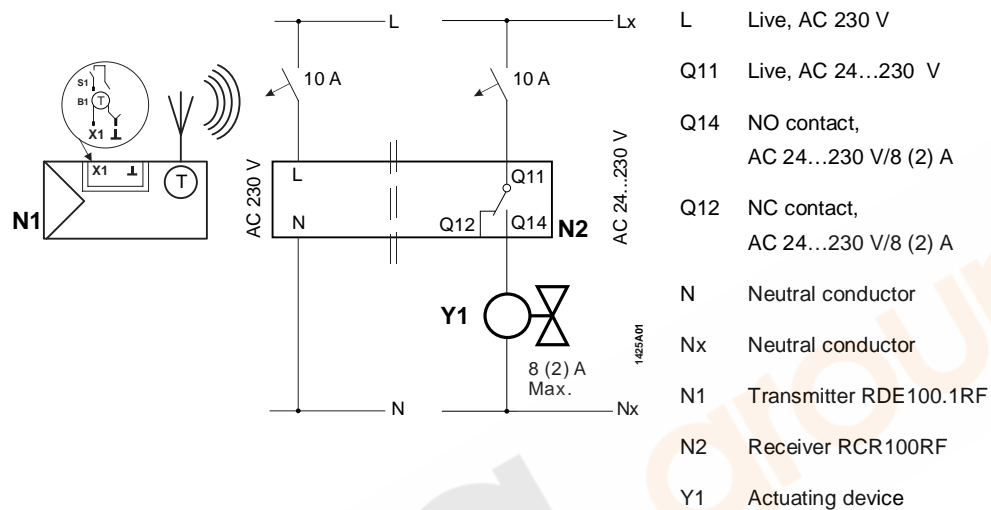 L
Lx
10 A
10 A
S1
B1
T
X1
X1
T
N1
AC 230 V
L
N
Q11
Q12
Q14
N2
AC 24...230 V
Y1
8 (2) A
Max.
1425A01
N
Nx
L Live, AC 230 V
Q11 Live, AC 24…230 V
Q14 NO contact,
AC 24…230 V/8 (2) A
Q12 NC contact,
AC 24…230 V/8 (2) A
N Neutral conductor
Nx Neutral conductor
N1 Transmitter RDE100.1RF
N2 Receiver RCR100RF
Y1 Actuating device